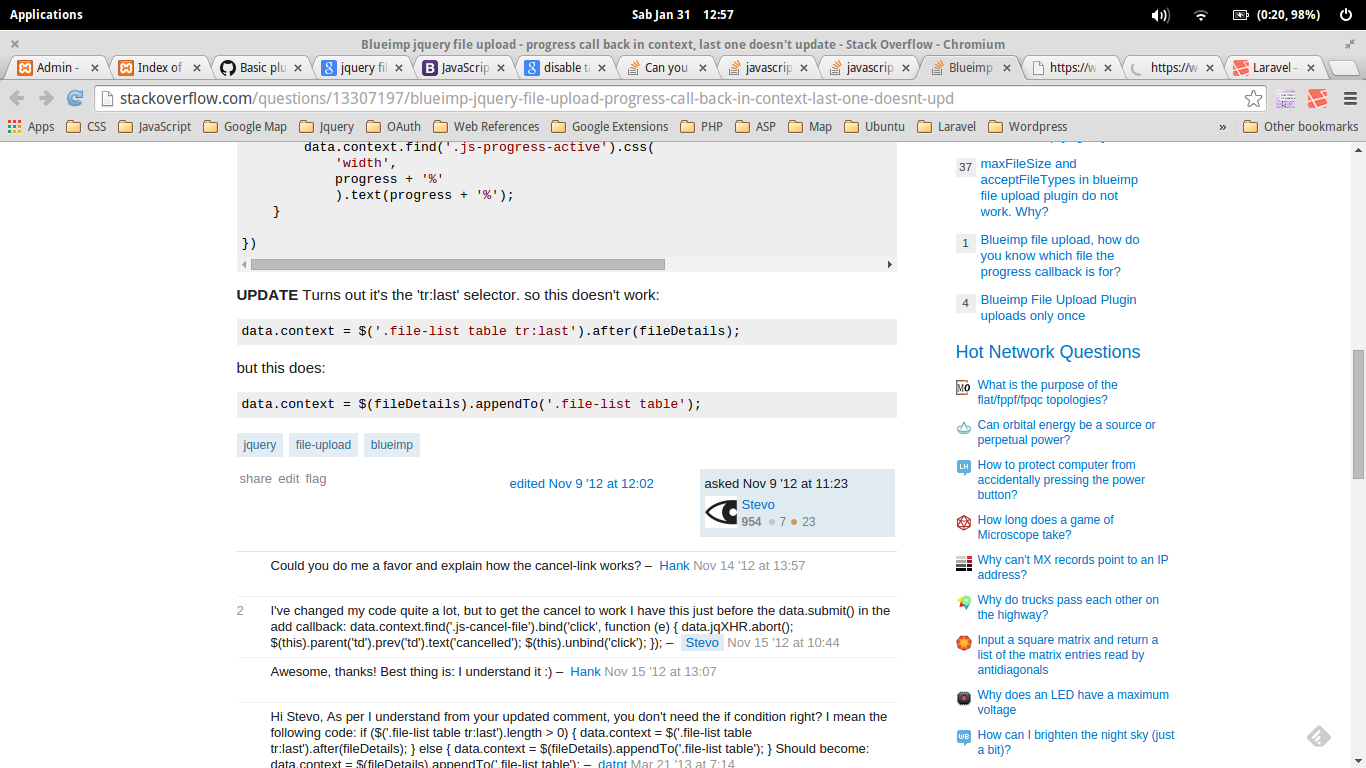 Applications
Sab Jan 31 12:57
(0:20, 98%)
Blueimp jquery file upload - progress call back in context, last one doesn't update - Stack Overflow - Chromium
Admin -
Index of
Basic plu
jquery fi
JavaScrip
disable ta
Can you
javascrip
javascrip
Blueimp
https://w
https://w
Laravel -
stackoverflow.com/questions/13307197/blueimp-jquery-file-upload-progress-call-back-in-context-last-one-doesnt-upd
Apps
CSS
JavaScript
Google Map
Jquery
OAuth
Web References
Google Extensions
PHP
ASP
Map
Ubuntu
Laravel
Wordpress
»
Other bookmarks
data.context.find('.js-progress-active').css(
'width',
progress + '%'
).text(progress + '%');
}
})
UPDATE Turns out it's the 'tr:last' selector. so this doesn't work:
data.context = $('.file-list table tr:last').after(fileDetails);
but this does:
data.context = $(fileDetails).appendTo('.file-list table');
jquery
file-upload
blueimp
share edit flag
edited Nov 9 '12 at 12:02
asked Nov 9 '12 at 11:23
Stevo
954 7 23
Could you do me a favor and explain how the cancel-link works? – Hank Nov 14 '12 at 13:57
2
I've changed my code quite a lot, but to get the cancel to work I have this just before the data.submit() in the
add callback: data.context.find('.js-cancel-file').bind('click', function (e) { data.jqXHR.abort();
$(this).parent('td').prev('td').text('cancelled'); $(this).unbind('click'); }); – Stevo Nov 15 '12 at 10:44
Awesome, thanks! Best thing is: I understand it :) – Hank Nov 15 '12 at 13:07
Hi Stevo, As per I understand from your updated comment, you don't need the if condition right? I mean the
following code: if ($('.file-list table tr:last').length > 0) { data.context = $('.file-list table
tr:last').after(fileDetails); } else { data.context = $(fileDetails).appendTo('.file-list table'); } Should become:
data.context = $(fileDetails).appendTo('.file-list table'); – datnt Mar 21 '13 at 7:14
37
maxFileSize and
acceptFileTypes in blueimp
file upload plugin do not
work. Why?
1
Blueimp file upload, how do
you know which file the
progress callback is for?
4
Blueimp File Upload Plugin
uploads only once
Hot Network Questions
MO
What is the purpose of the
flat/fppf/fpqc topologies?
Can orbital energy be a source or
perpetual power?
LH
How to protect computer from
accidentally pressing the power
button?
How long does a game of
Microscope take?
Why can't MX records point to an IP
address?
Why do trucks pass each other on
the highway?
Input a square matrix and return a
list of the matrix entries read by
antidiagonals
Why does an LED have a maximum
voltage
WB
How can I brighten the night sky (just
a bit)?